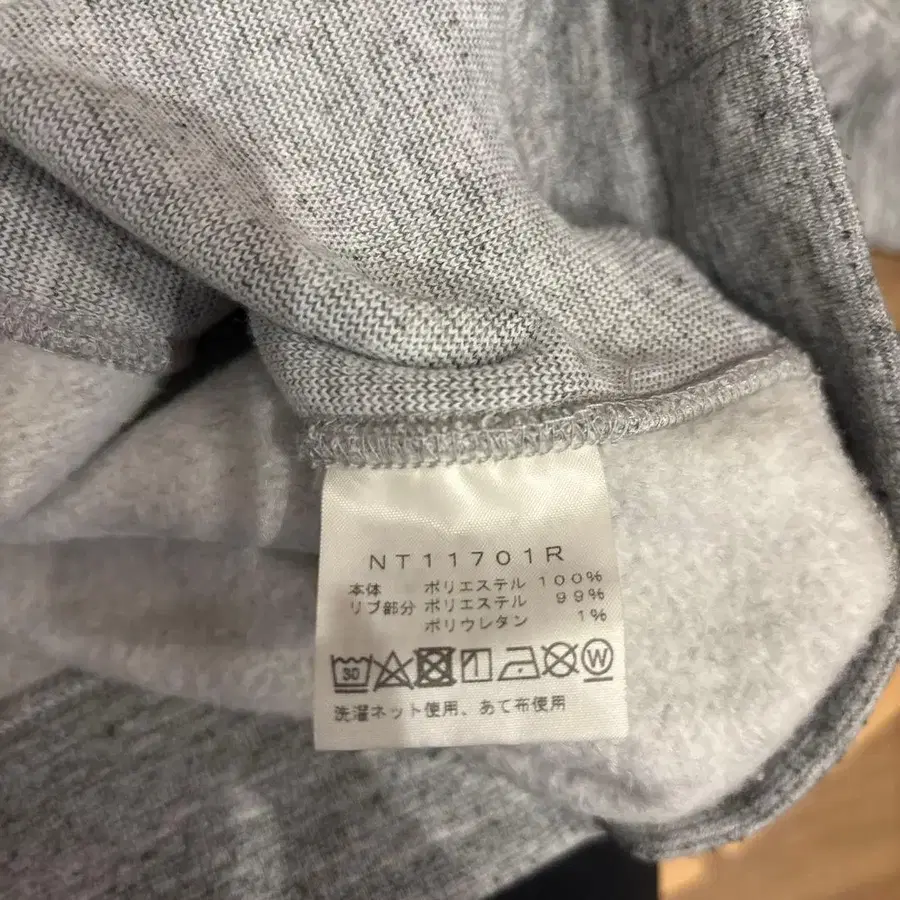 NT11701R
本体 ポリエステル 100%
リブ部分 ポリエステル 99%
ポリウレタン 1%
30 W
洗濯ネット使用、あて布使用